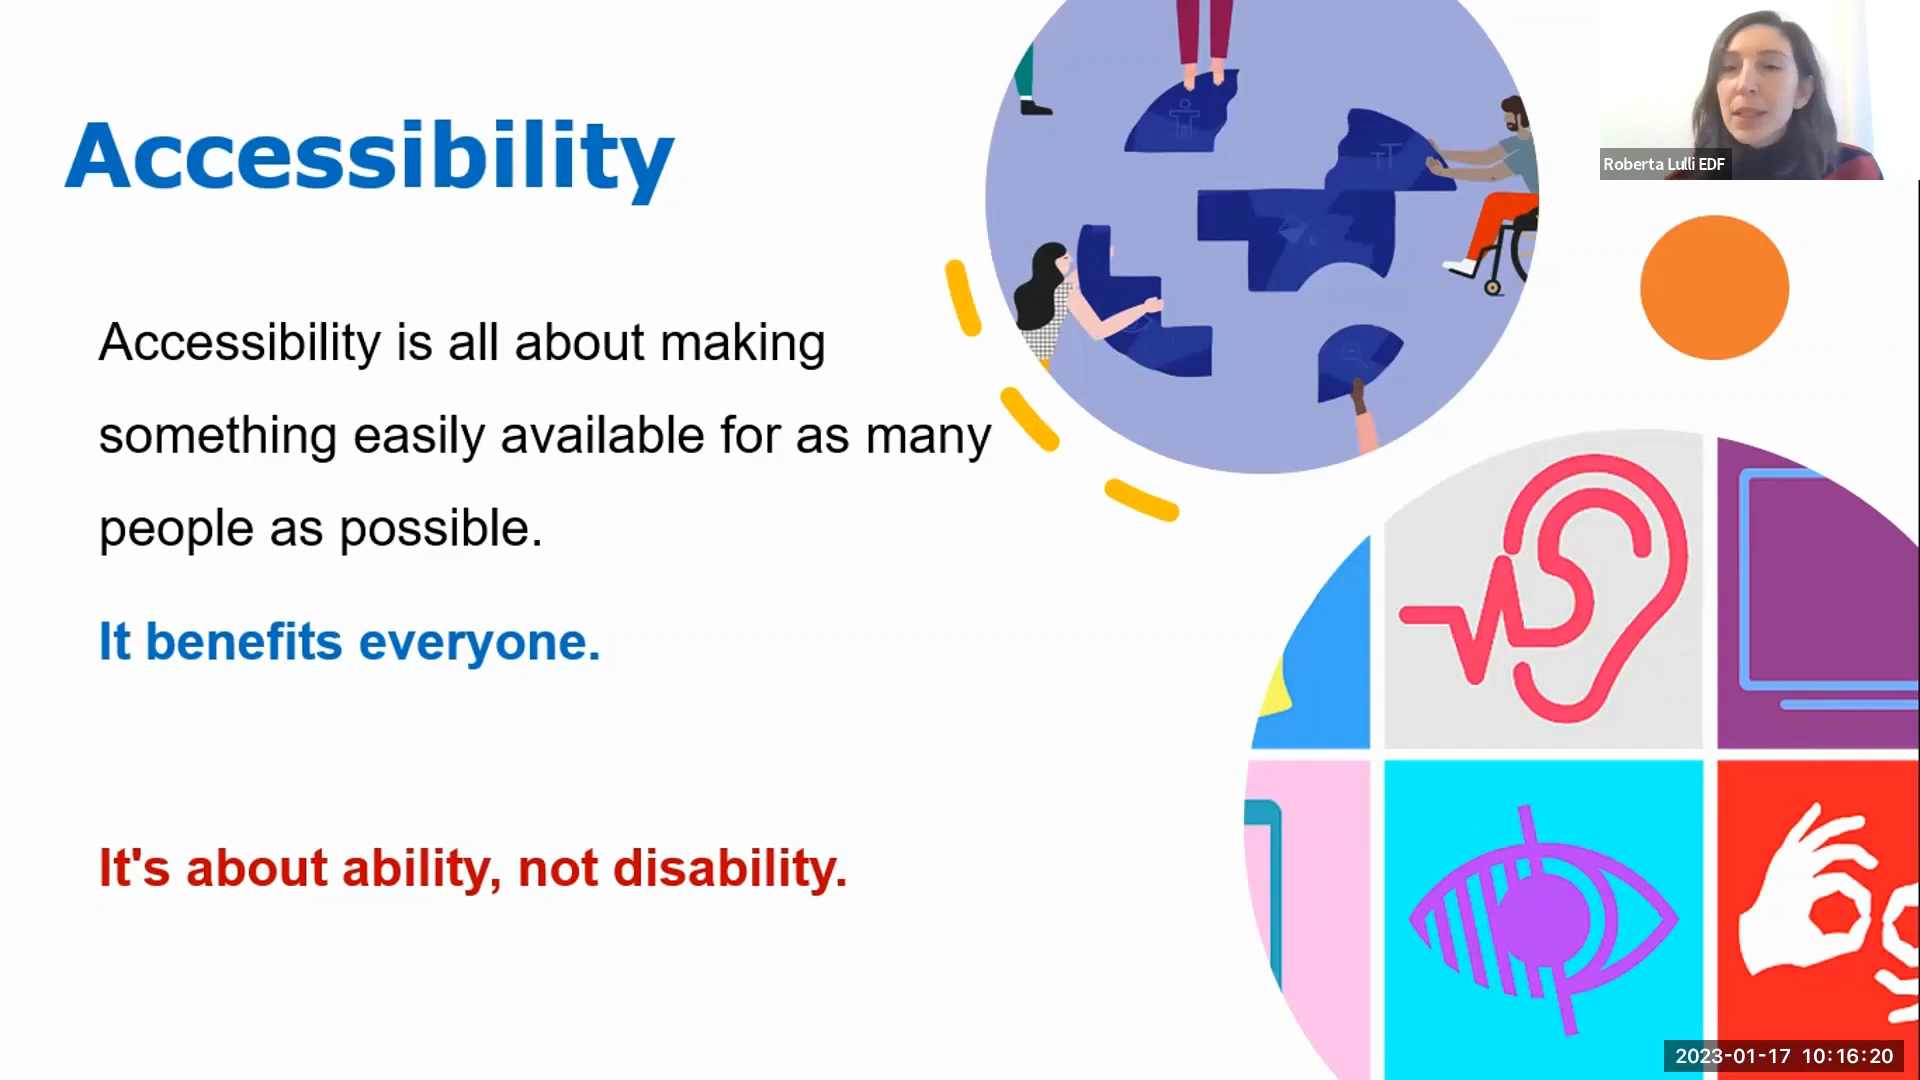 Accessibility
Accessibility is all about making
something easily available for as many
people as possible.
It benefits everyone.
It's about ability, not disability.
Roberta Lulli EDF
TT
2023-01-17 10:16:20